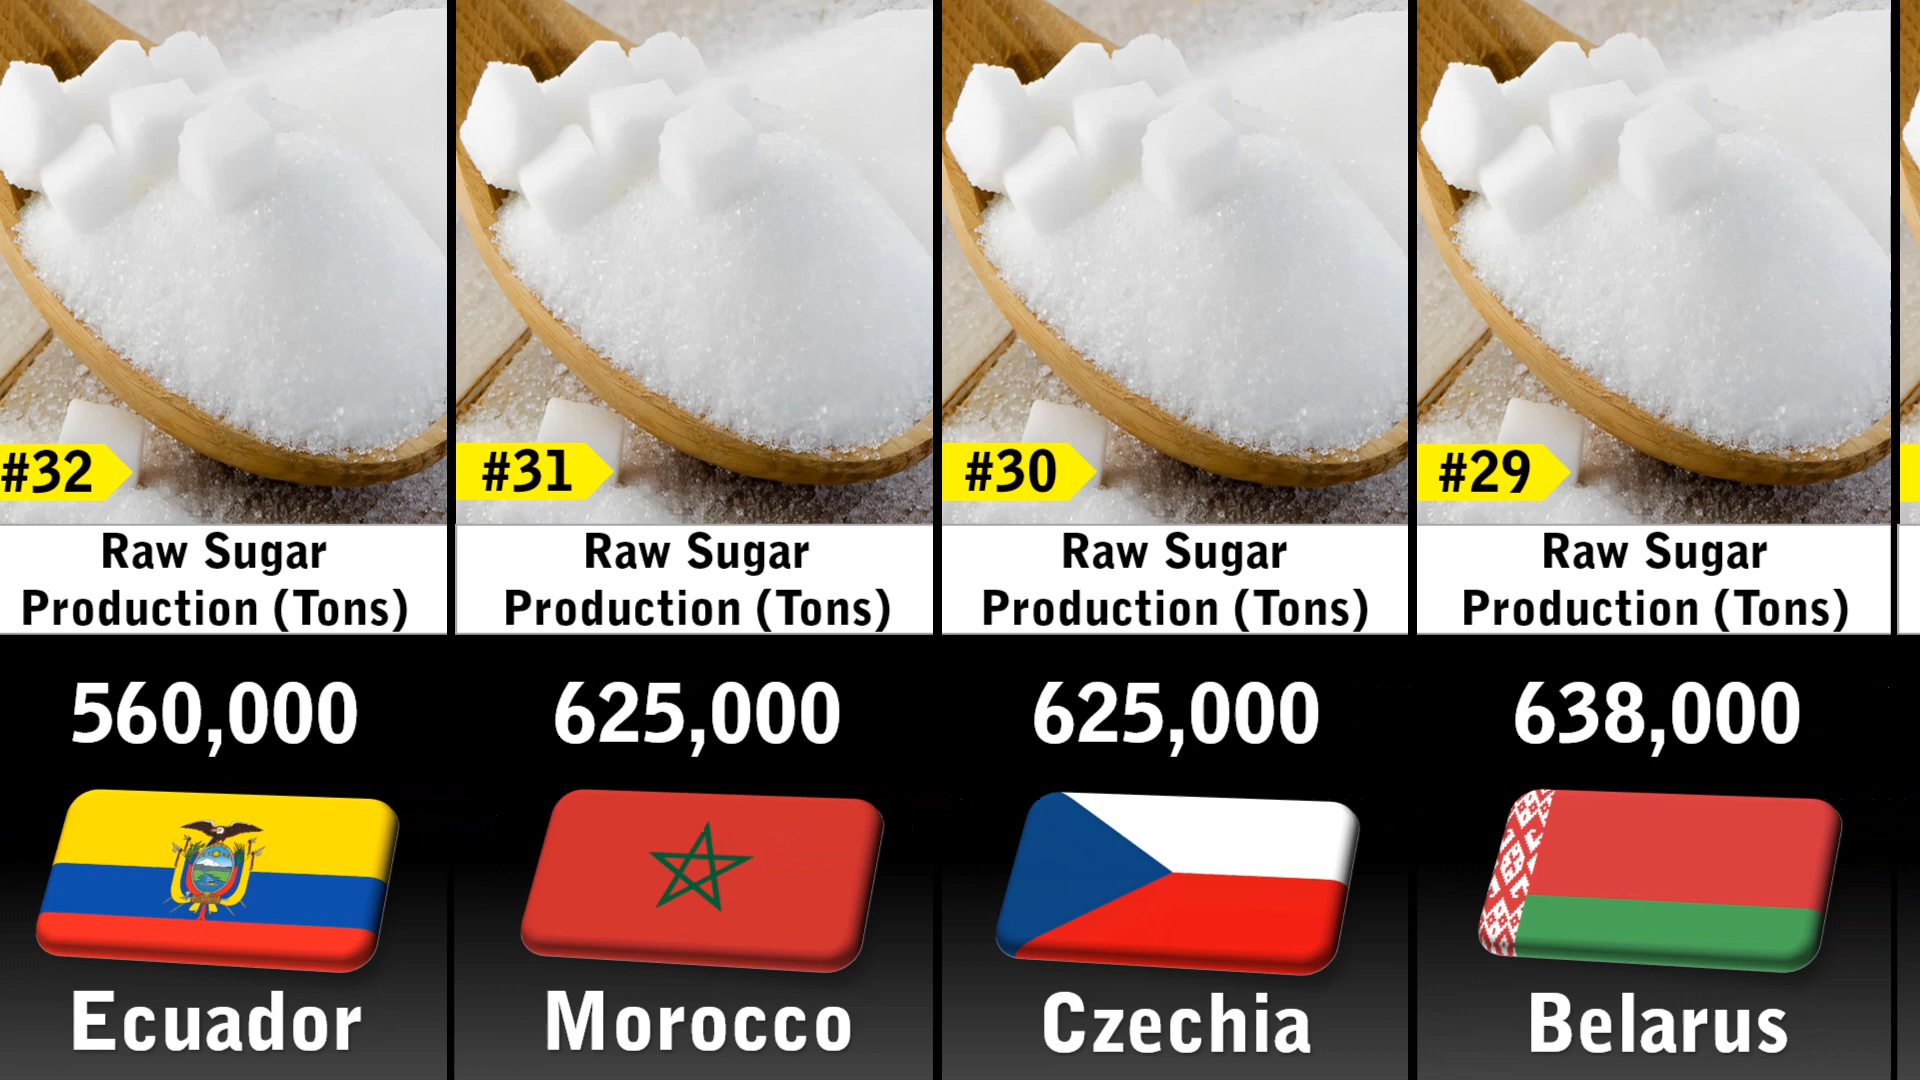 #32
Raw Sugar
Production (Tons)
560,000
Ecuador
#31
Raw Sugar
Production (Tons)
625,000
Morocco
#30
Raw Sugar
Production (Tons)
625,000
Czechia
#29
Raw Sugar
Production (Tons)
638,000
Belarus